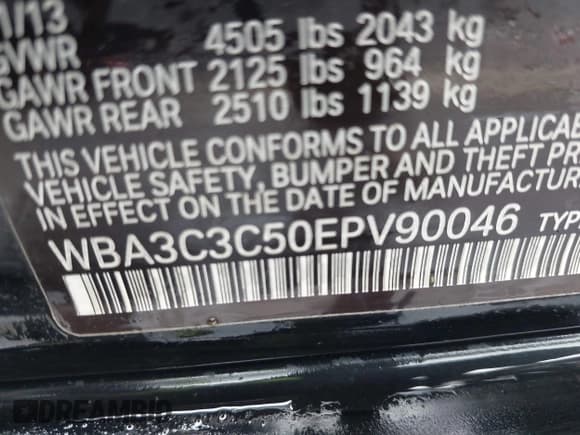 1/13
GVWR 4505 lbs 2043 kg
GAWR FRONT 2125 lbs 964 kg
GAWR REAR 2510 lbs 1139 kg
THIS VEHICLE CONFORMS TO ALL APPLICAB
VEHICLE SAFETY, BUMPER AND THEFT PR
IN EFFECT ON THE DATE OF MANUFACTUR
WBA3C3C50EPV90046 TYP
DREAMBID